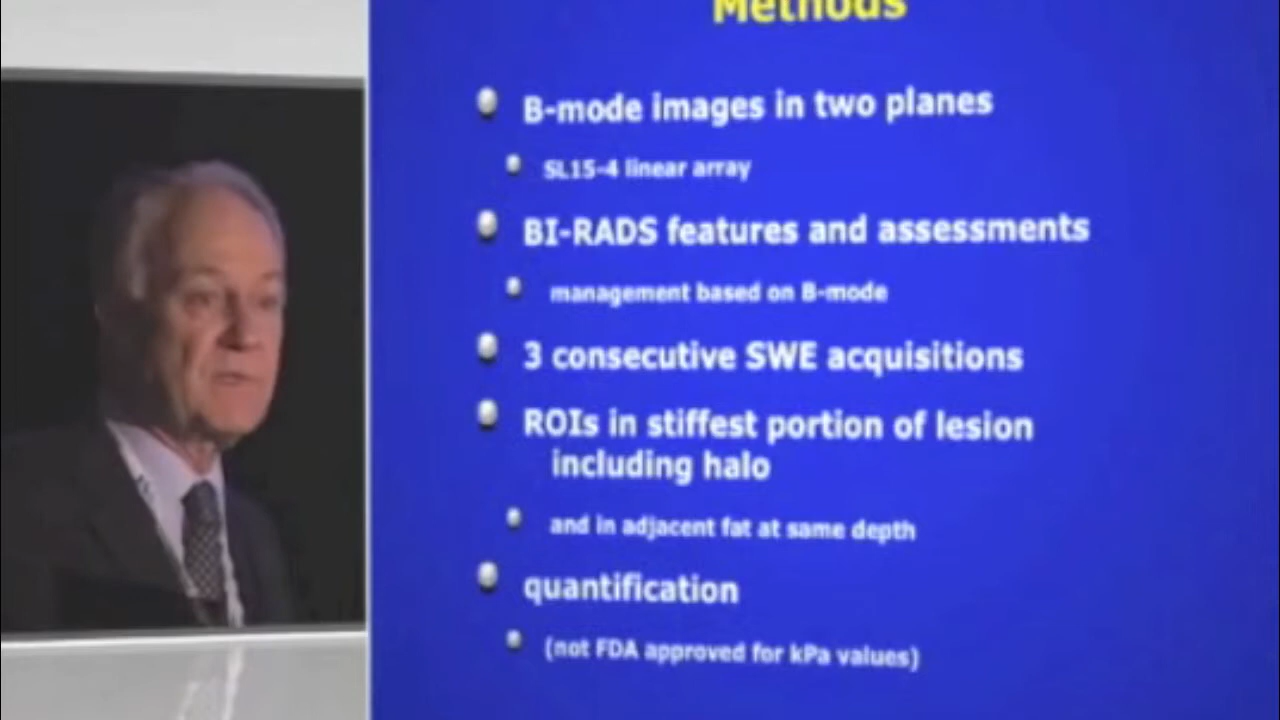 Methods
B-mode images in two planes
SL15-4 linear array
BI-RADS features and assessments
management based on B-mode
3 consecutive SWE acquisitions
ROIs in stiffest portion of lesion
including halo
and in adjacent fat at same depth
quantification
(not FDA approved for kPa values)